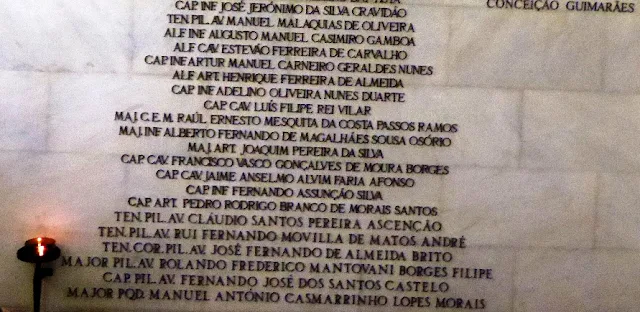 CONCEIÇÃO GUIMARÃES
CAP INF JOSÉ JERÓNIMO DA SILVA CRAVIDÃO
TEN PIL. AV MANUEL MALAQUIAS DE OLIVEIRA
ALF INF AUGUSTO MANUEL CASIMIRO GAMBOA
ALF CAV ESTEVÃO FERREIRA DE CARVALHO
CAP INF ARTUR MANUEL CARNEIRO GERALDES NUNES
ALF ART. HENRIQUE FERREIRA DE ALMEIDA
CAP INF ADELINO OLIVEIRA NUNES DUARTE
CAP CAV. LUÍS FILIPE REI VILAR
MAJ. C.E.M. RAÚL ERNESTO MESQUITA DA COSTA PASSOS RAMOS
MAJ. INF ALBERTO FERNANDO DE MAGALHÃES SOUSA OSÓRIO
MAJ. ART. JOAQUIM PEREIRA DA SILVA
CAP CAV. FRANCISCO VASCO GONÇALVES DE MOURA BORGES
CAP CAV. JAIME ANSELMO ALVIM FARIA AFONSO
CAP INF FERNANDO ASSUNÇÃO SILVA
CAP ART. PEDRO RODRIGO BRANCO DE MORAIS SANTOS
TEN. PIL. AV. CLÁUDIO SANTOS PEREIRA ASCENÇÃO
TEN. PIL. AV. RUI FERNANDO MOVILLA DE MATOS ANDRÉ
TEN. COR. PIL. AV. JOSÉ FERNANDO DE ALMEIDA BRITO
MAJOR PIL. AV. ROLANDO FREDERICO MANTOVANI BORGES FILIPE
CAP. PIL. AV. FERNANDO JOSÉ DOS SANTOS CASTELO
MAJOR PQD. MANUEL ANTÓNIO CASMARRINHO LOPES MORAIS